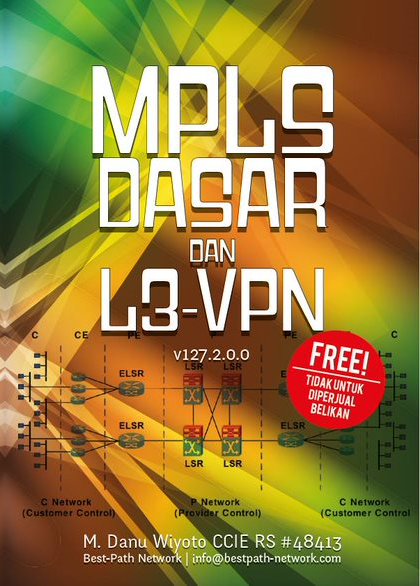 MPLS
DASAR
DAN
L3-VPN
v127.2.0.0
FREE!
TIDAK UNTUK
DIPERJUAL
BELIKAN
C CE PE P PE C
ELSR LSR LSR ELSR
ELSR LSR LSR ELSR
C Network P Network C Network
(Customer Control) (Provider Control) (Customer Control)
M. Danu Wiyoto CCIE RS #48413
Best-Path Network | info@bestpath-network.com